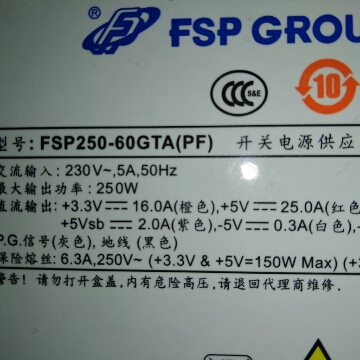 FSP GROU
CCC
10
型号: FSP250-60GTA(PF) 开关电源供应
交流输入: 230V~,5A,50Hz
最大输出功率: 250W
直流输出: +3.3V⎓ 16.0A(橙色),+5V⎓ 25.0A(红色
+5Vsb⎓ 2.0A(紫色),-5V⎓ 0.3A(白色),-
P.G.信号(灰色), 地线 (黑色)
保险熔丝: 6.3A,250V~ (+3.3V & +5V=150W Max) (+3
警告! 请勿打开盒盖,内有危险高压,请退回代理商维修.